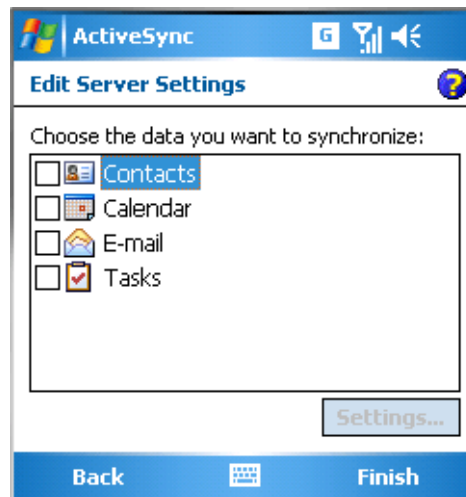 ActiveSync G
Edit Server Settings ?
Choose the data you want to synchronize:
Contacts
Calendar
E-mail
Tasks
Settings...
Back Finish